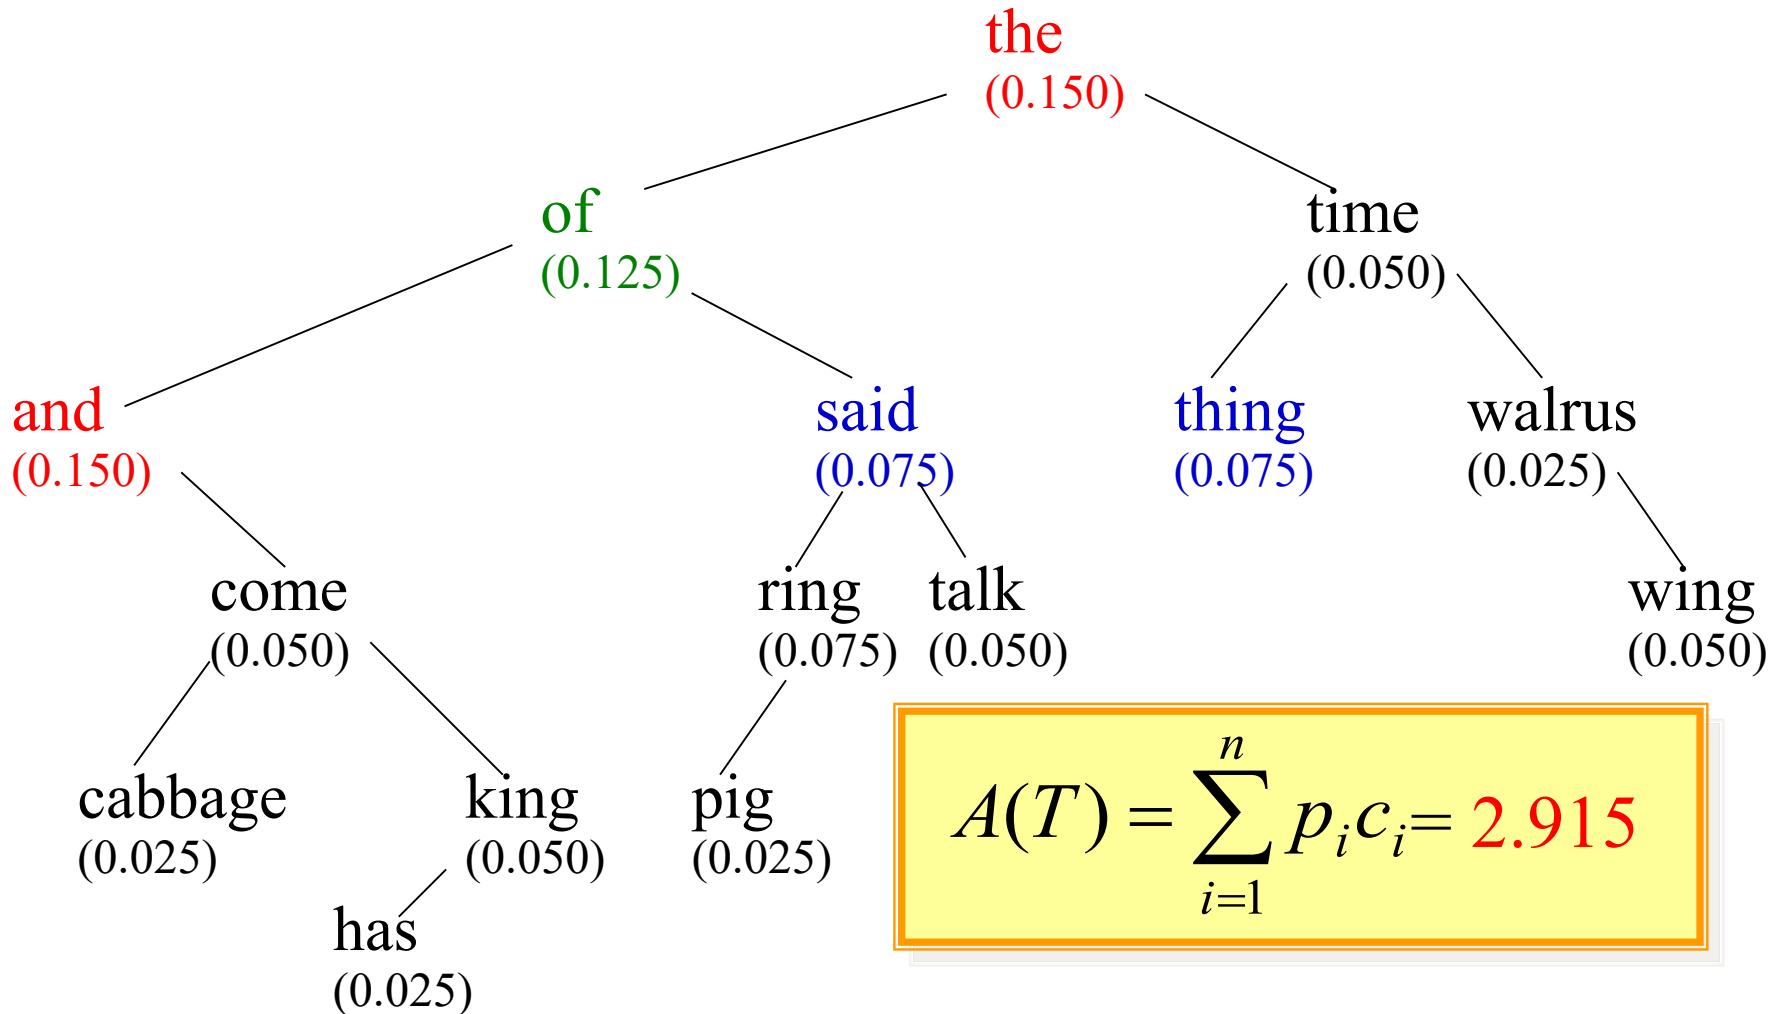 the
(0.150)
of
(0.125)
time
(0.050)
and
(0.150)
said
(0.075)
thing
(0.075)
walrus
(0.025)
come
(0.050)
ring
(0.075)
talk
(0.050)
wing
(0.050)
cabbage
(0.025)
king
(0.050)
pig
(0.025)
has
(0.025)
A(T) = ∑ⁿᵢ₌₁ pᵢcᵢ = 2.915